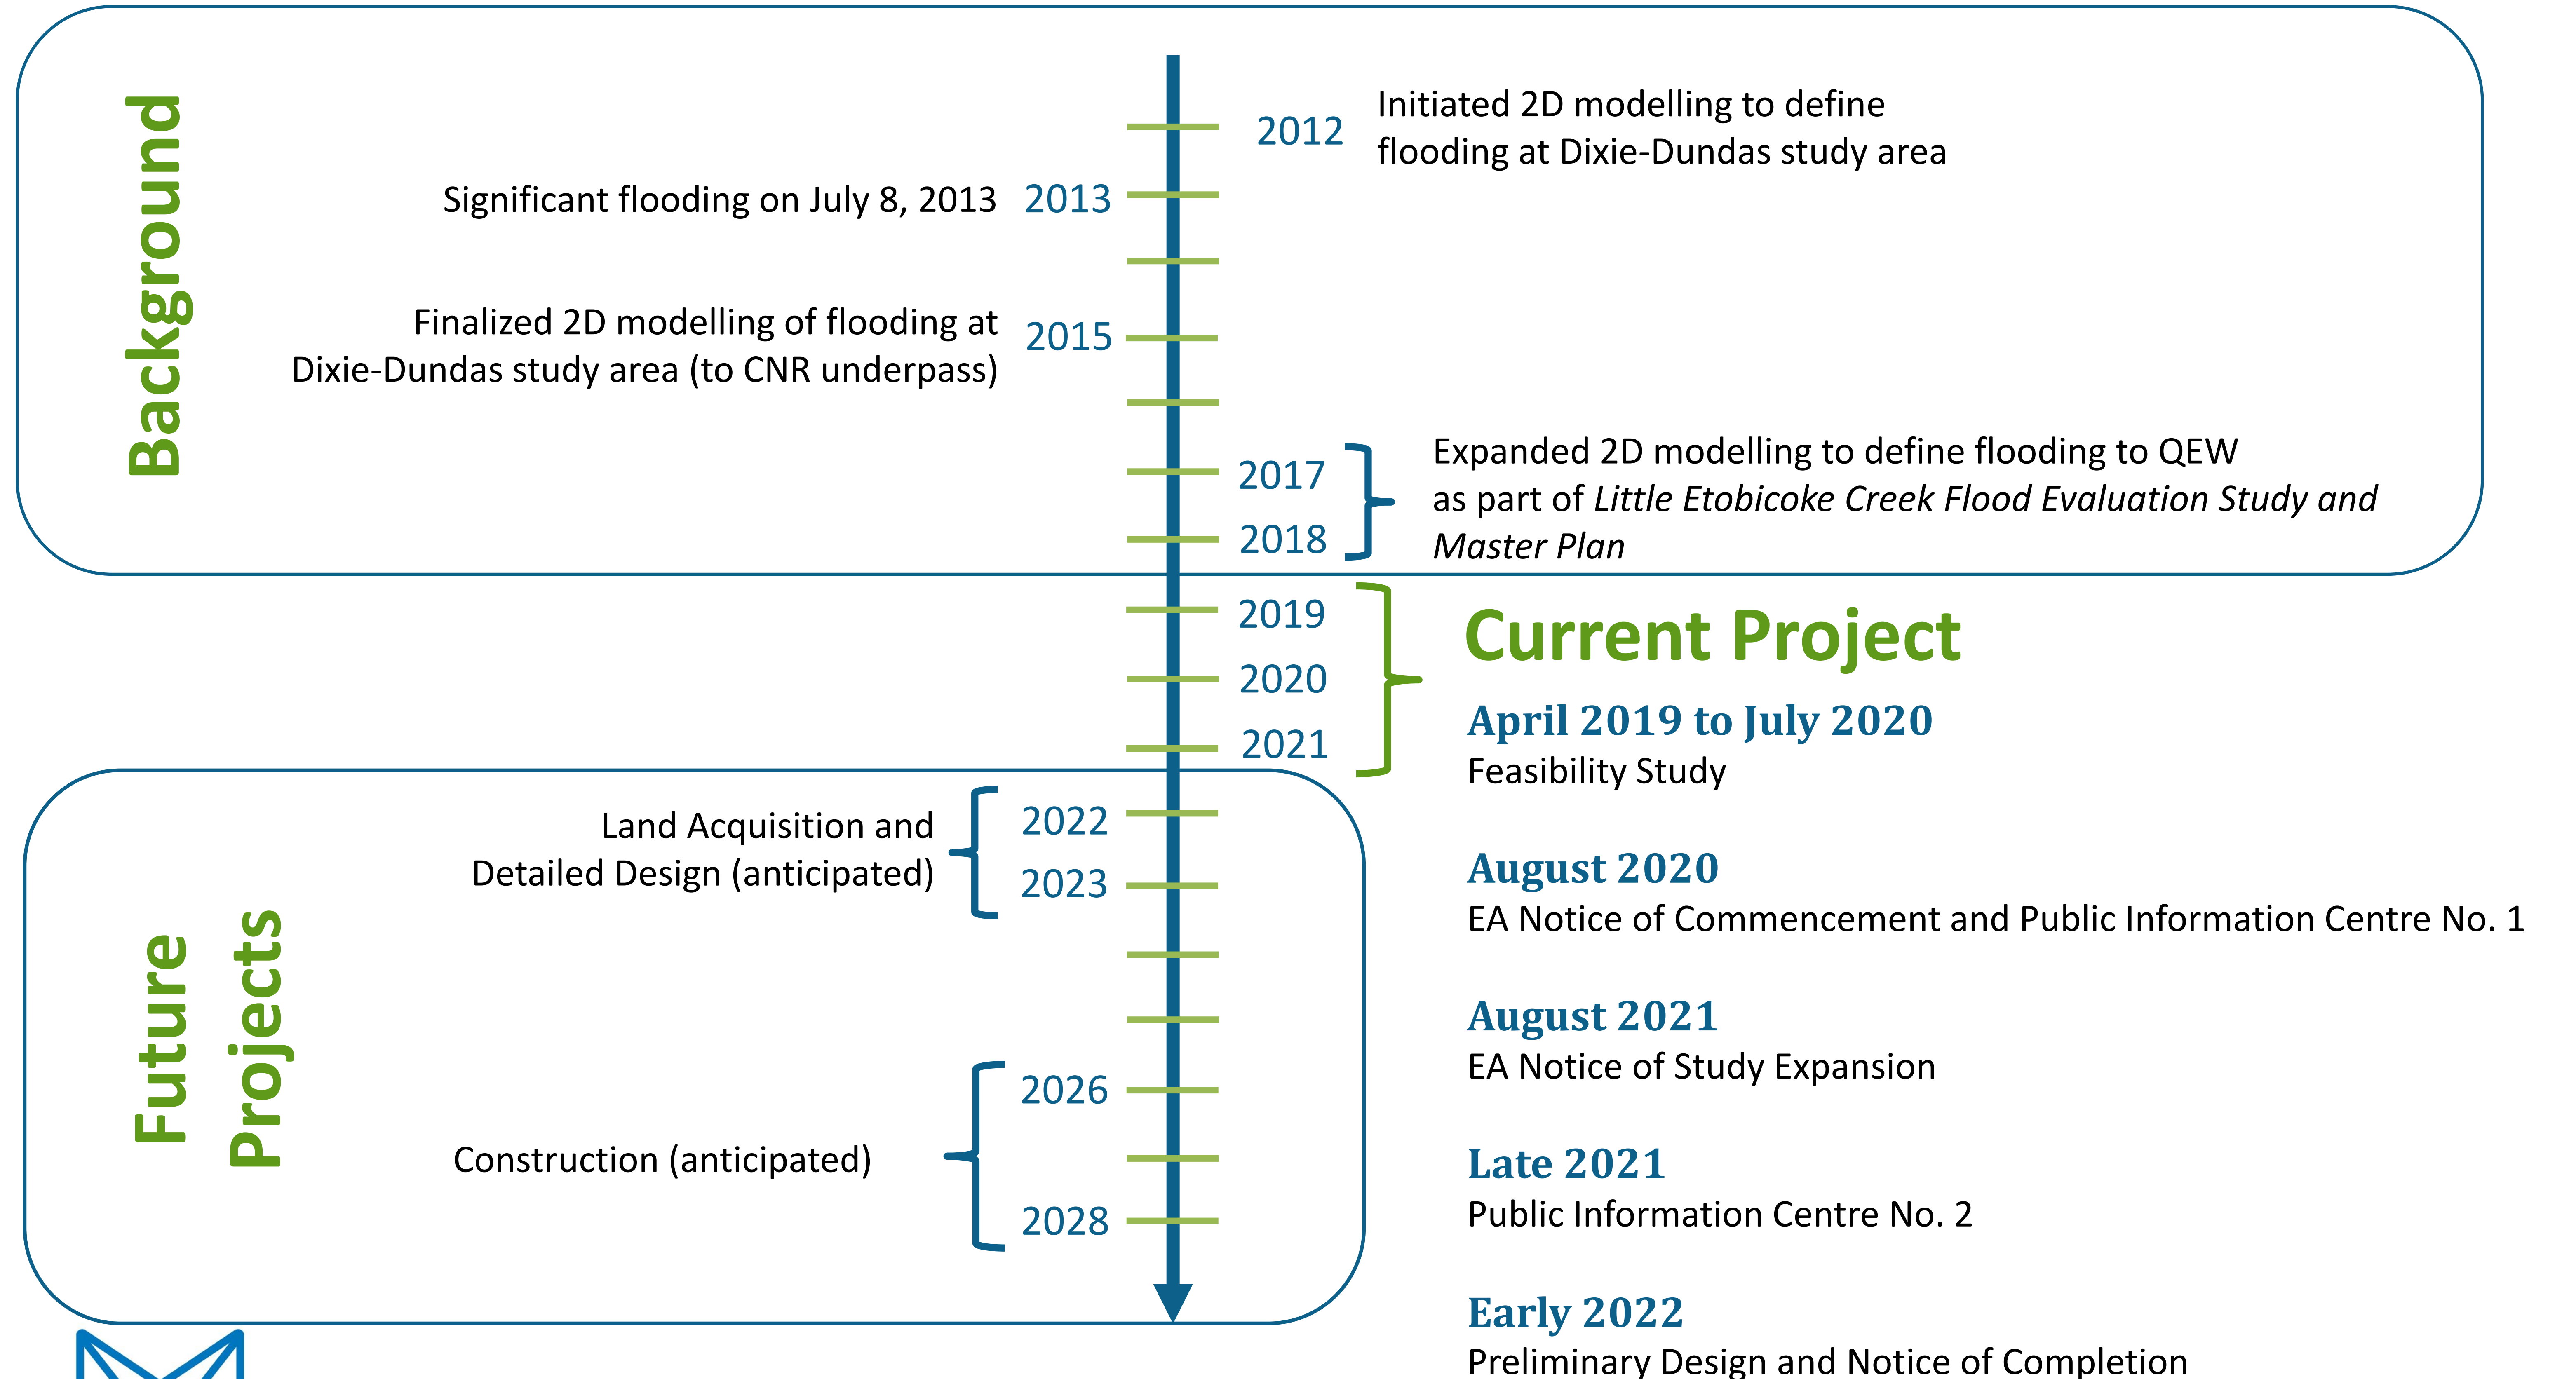 Background
2012
Initiated 2D modelling to define
flooding at Dixie-Dundas study area
Significant flooding on July 8, 2013
2013
Finalized 2D modelling of flooding at
Dixie-Dundas study area (to CNR underpass)
2015
2017
2018
Expanded 2D modelling to define flooding to QEW
as part of Little Etobicoke Creek Flood Evaluation Study and
Master Plan
2019
2020
2021
Current Project
April 2019 to July 2020
Feasibility Study
August 2020
EA Notice of Commencement and Public Information Centre No. 1
August 2021
EA Notice of Study Expansion
Late 2021
Public Information Centre No. 2
Early 2022
Preliminary Design and Notice of Completion
Future
Projects
Land Acquisition and
Detailed Design (anticipated)
2022
2023
Construction (anticipated)
2026
2028